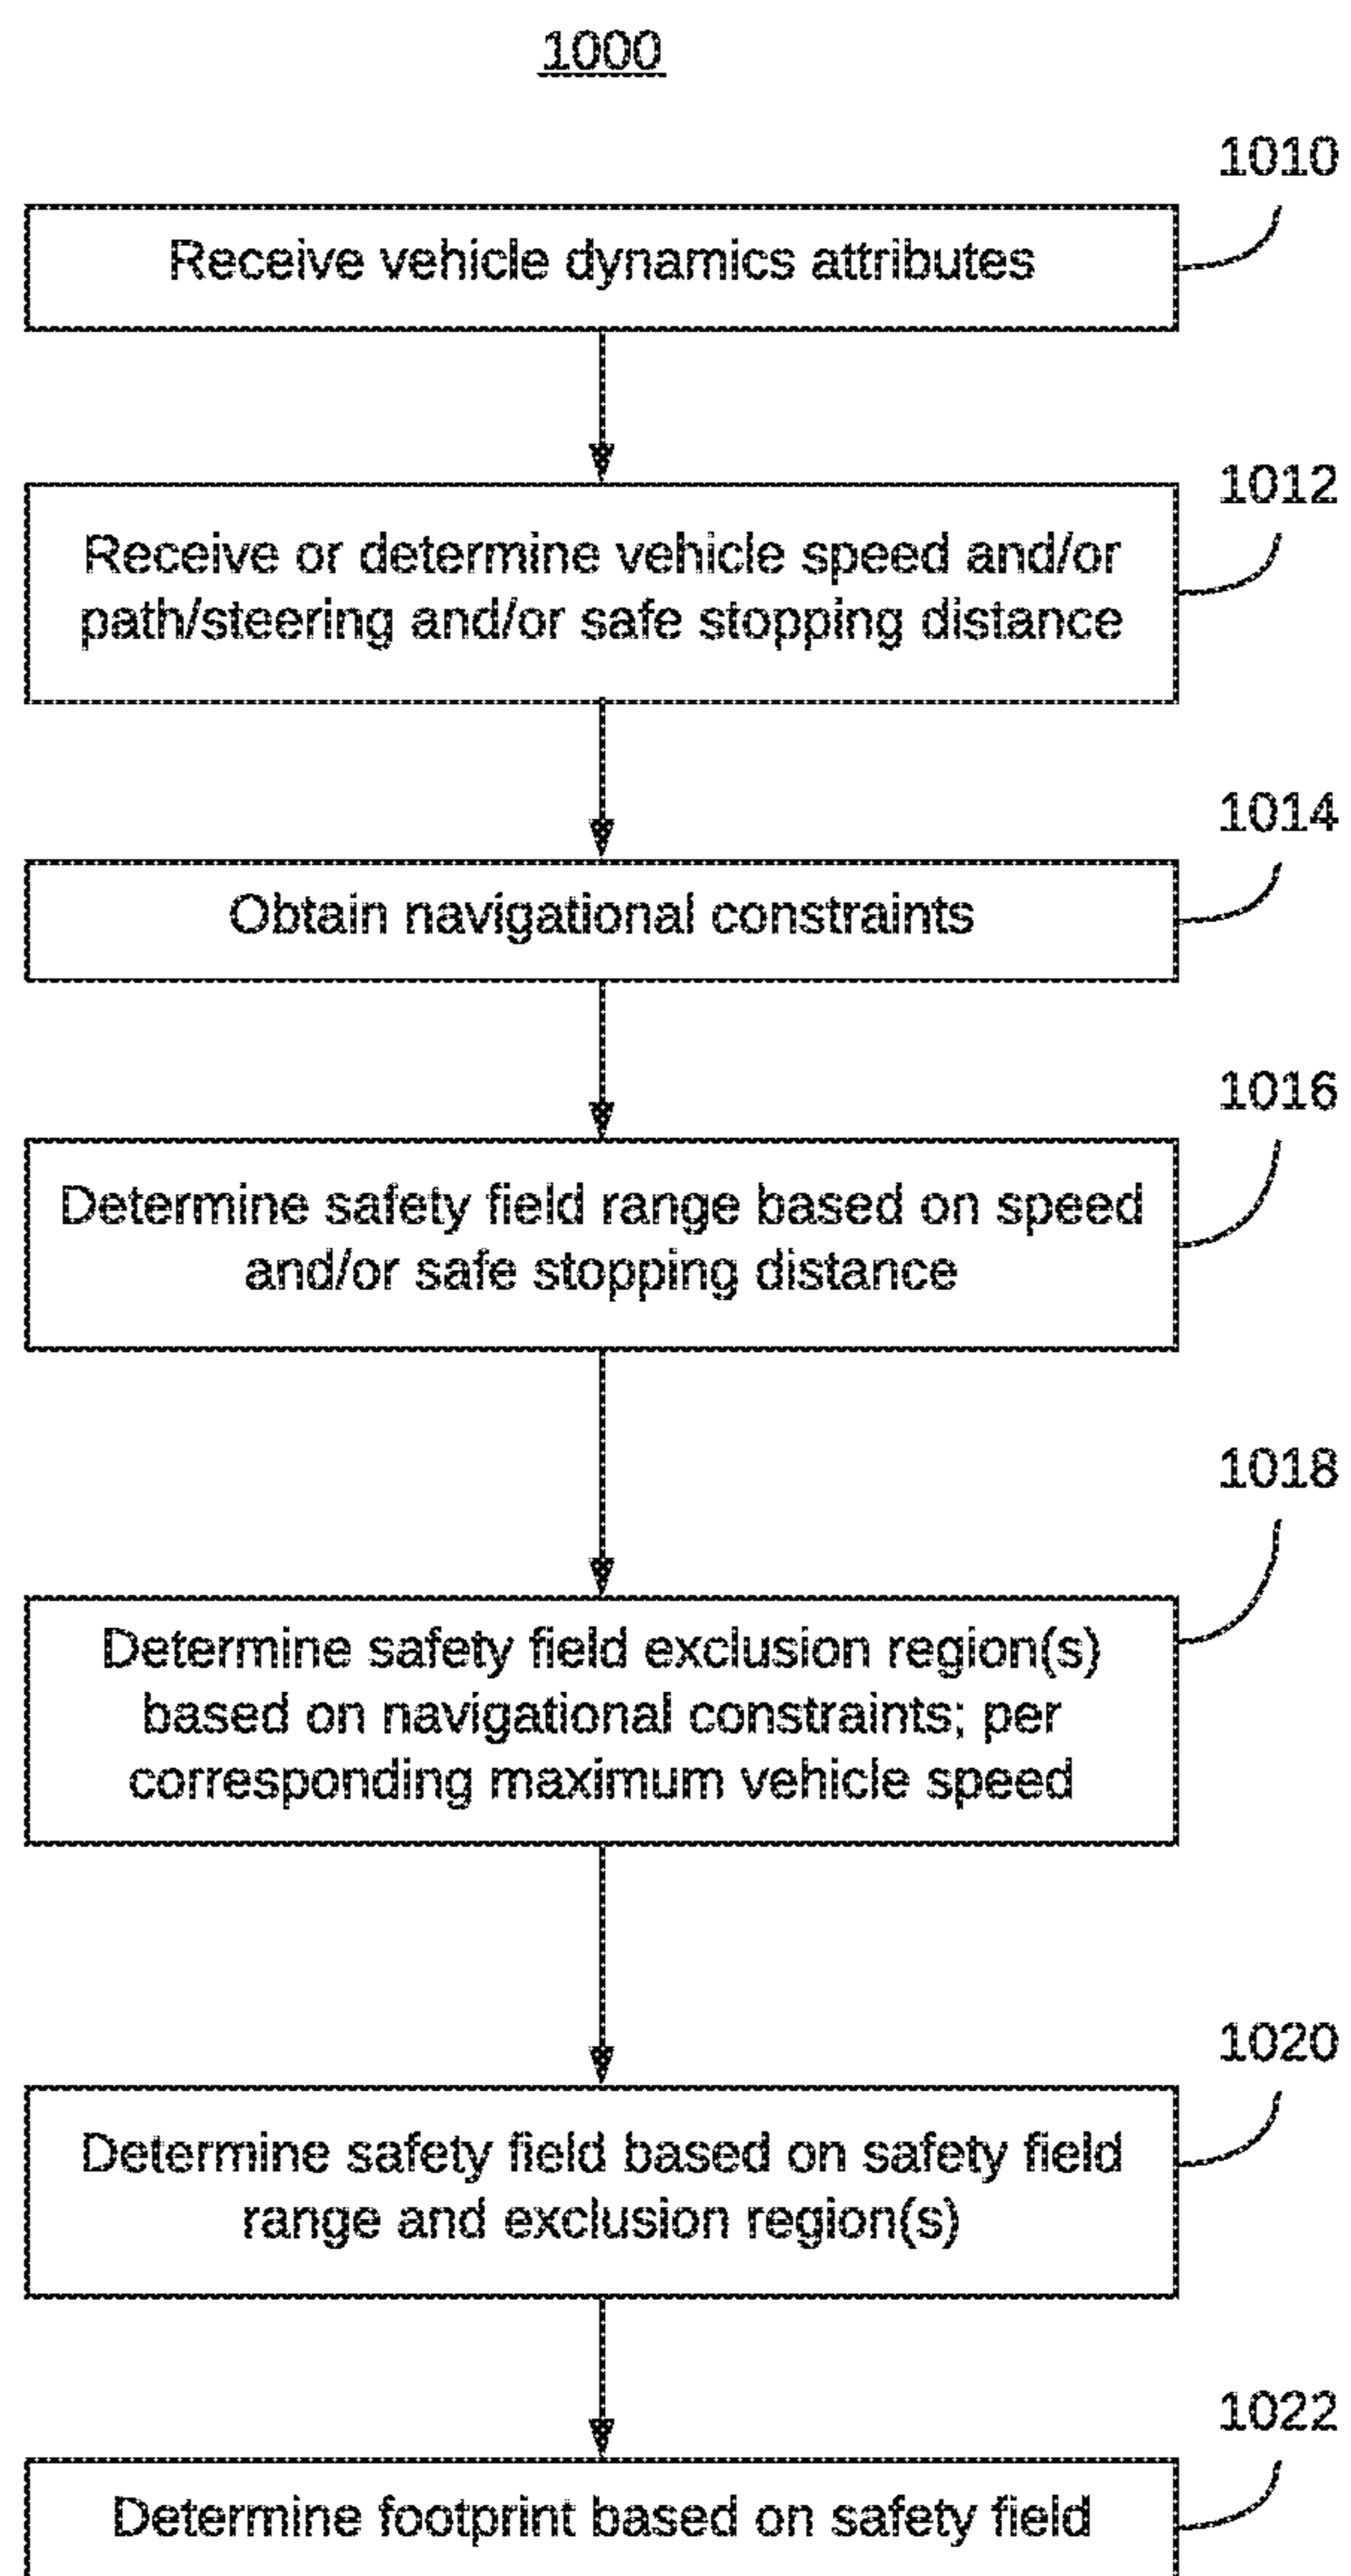 1000
1010
Receive vehicle dynamics attributes
1012
Receive or determine vehicle speed and/or
path/steering and/or safe stopping distance
1014
Obtain navigational constraints
1016
Determine safety field range based on speed
and/or safe stopping distance
1018
Determine safety field exclusion region(s)
based on navigational constraints; per
corresponding maximum vehicle speed
1020
Determine safety field based on safety field
range and exclusion region(s)
1022
Determine footprint based on safety field